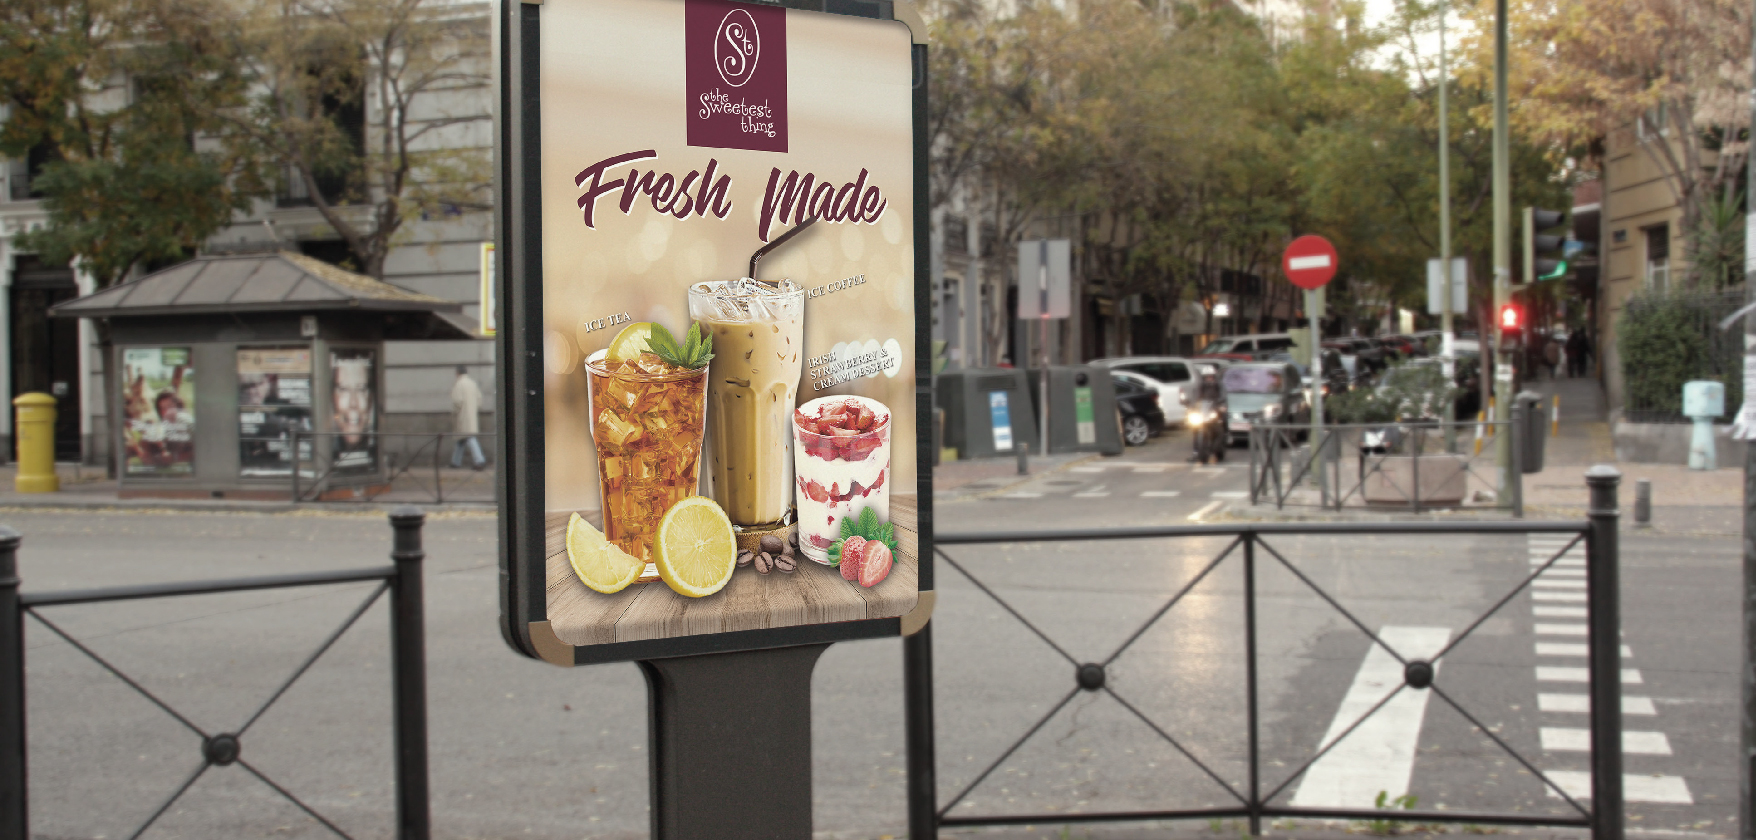 St
the
Sweetest
thing
Fresh Made
ICE COFFEE
ICE TEA
IRISH
STRAWBERRY &
CREAM DESSERT